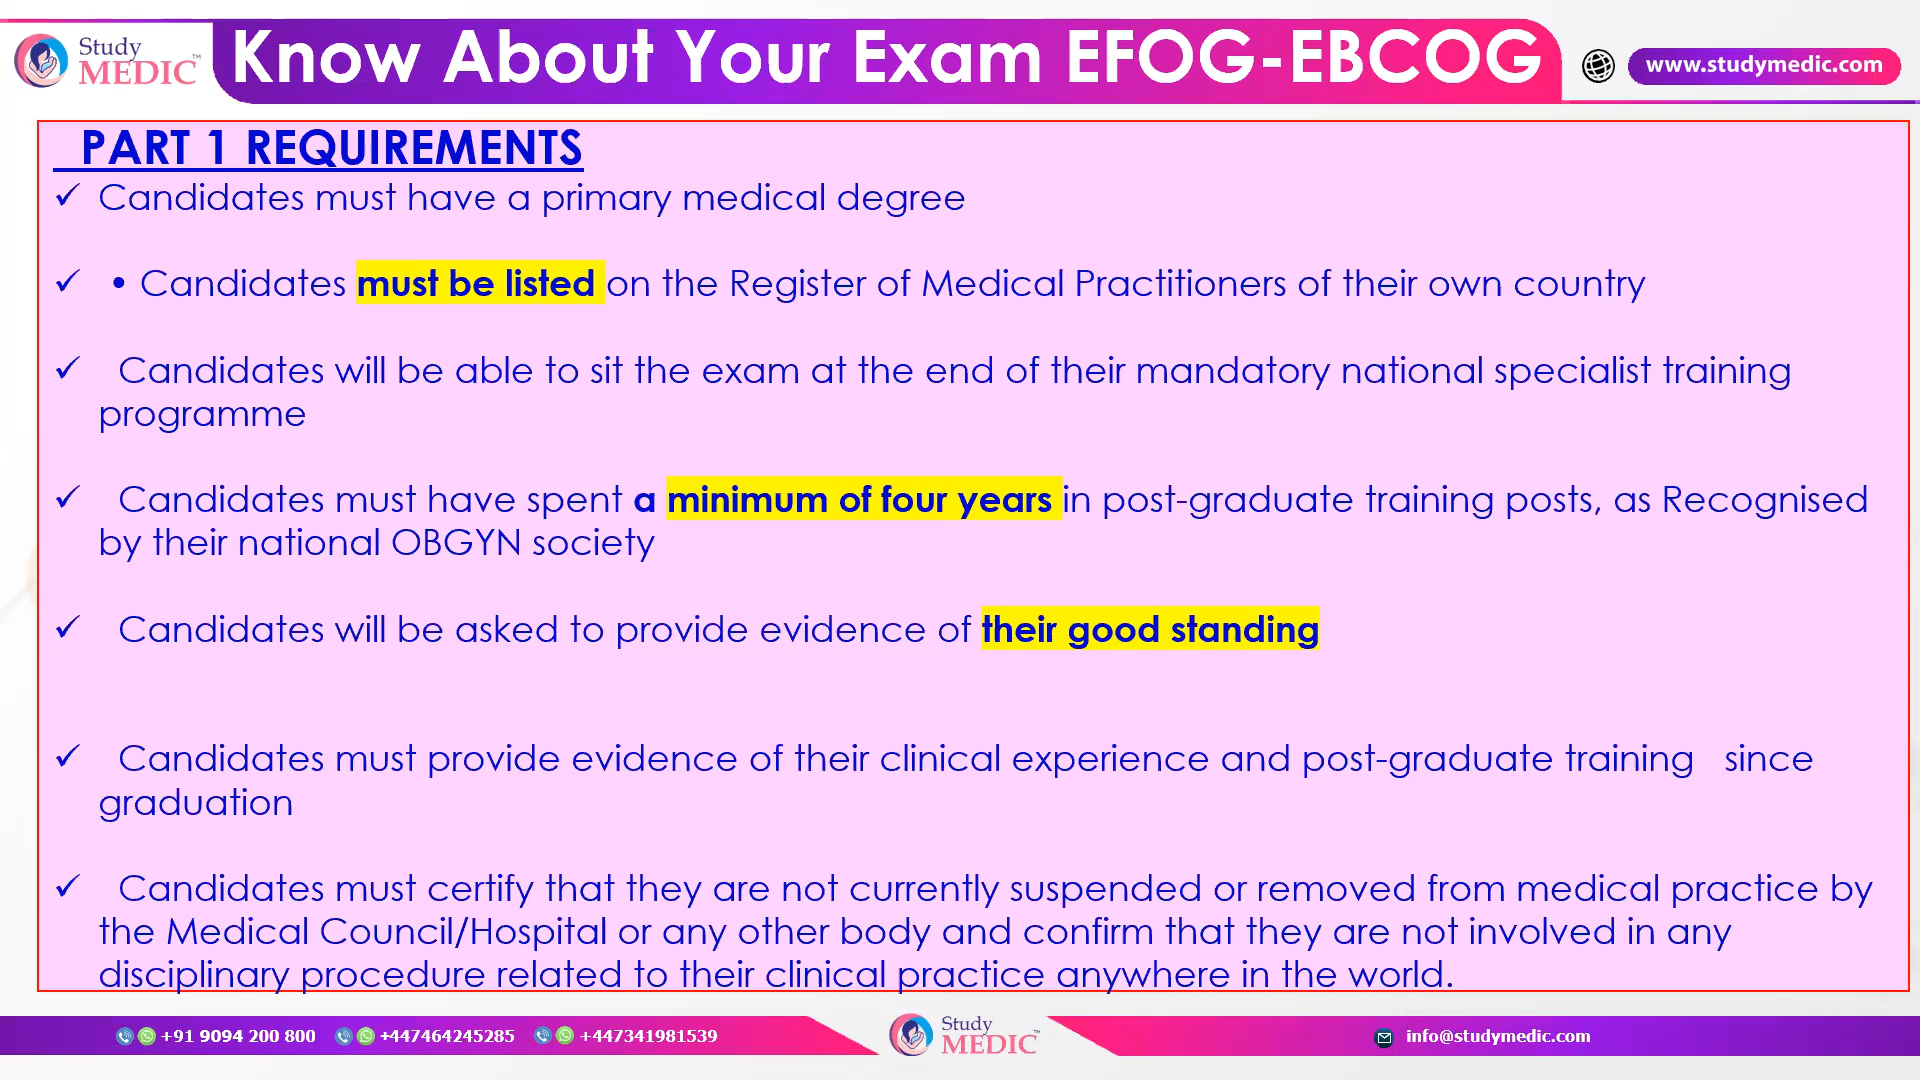 Study
MEDIC™
Know About Your Exam EFOG-EBCOG
www.studymedic.com
PART 1 REQUIREMENTS
✓ Candidates must have a primary medical degree
✓ • Candidates must be listed on the Register of Medical Practitioners of their own country
✓ Candidates will be able to sit the exam at the end of their mandatory national specialist training
programme
✓ Candidates must have spent a minimum of four years in post-graduate training posts, as Recognised
by their national OBGYN society
✓ Candidates will be asked to provide evidence of their good standing
✓ Candidates must provide evidence of their clinical experience and post-graduate training since
graduation
✓ Candidates must certify that they are not currently suspended or removed from medical practice by
the Medical Council/Hospital or any other body and confirm that they are not involved in any
disciplinary procedure related to their clinical practice anywhere in the world.
+91 9094 200 800 +447464245285 +447341981539
Study
MEDIC™
info@studymedic.com